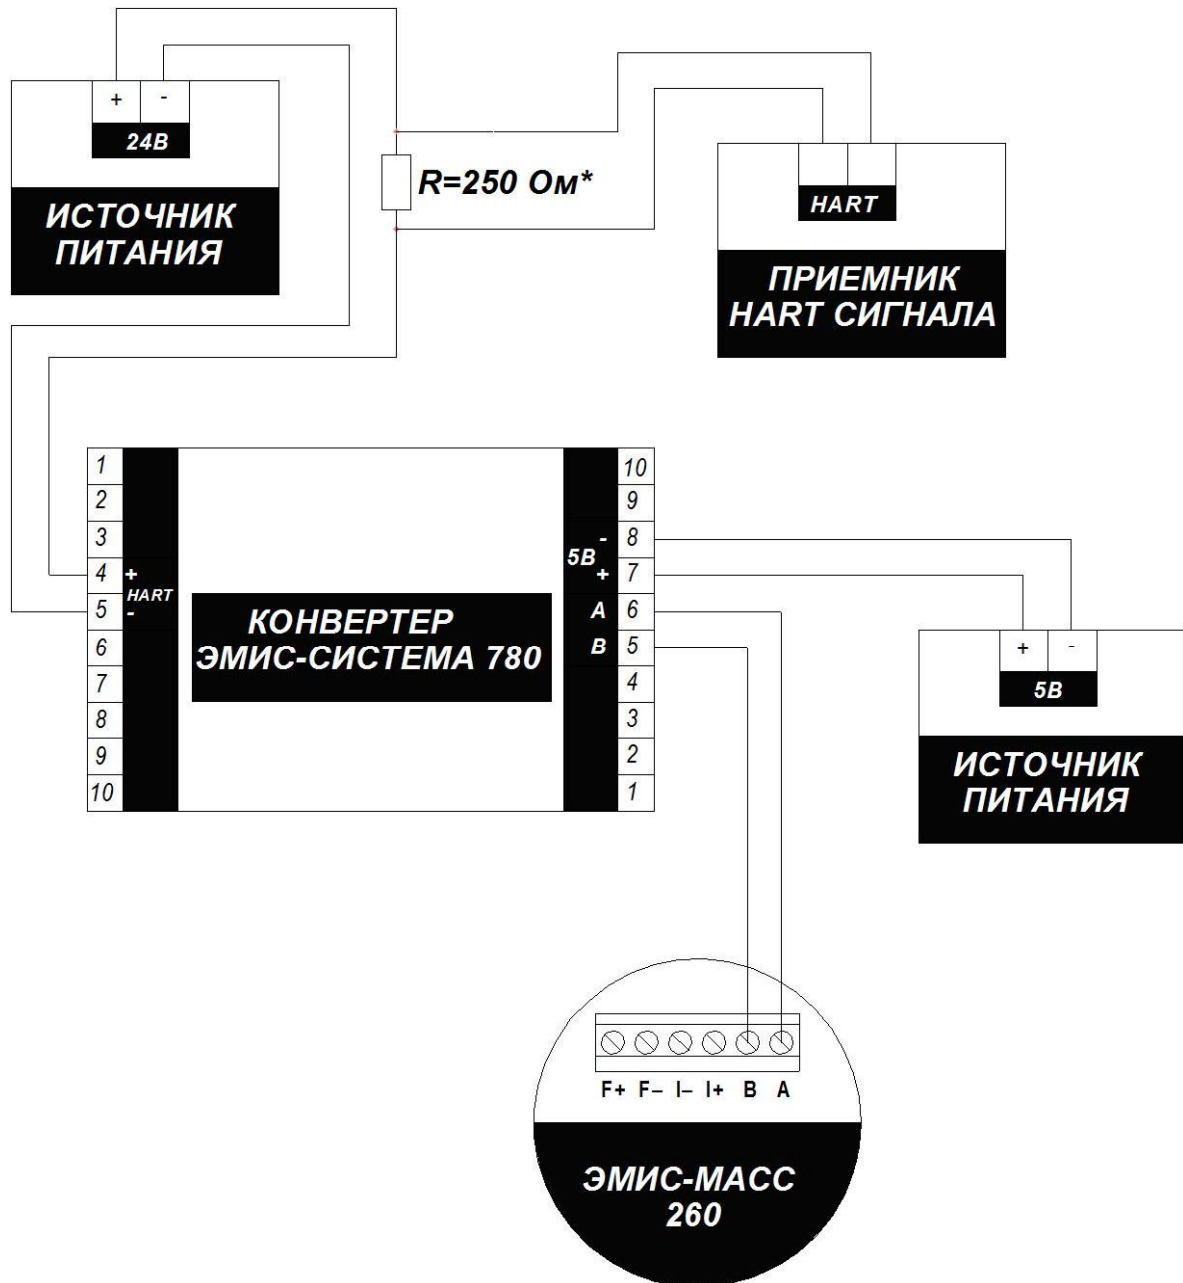 + -
24В
ИСТОЧНИК
ПИТАНИЯ
R=250 Ом*
HART
ПРИЕМНИК
HART СИГНАЛА
1
2
3
4 +
HART
5 -
6
7
8
9
10
КОНВЕРТЕР
ЭМИС-СИСТЕМА 780
10
9
- 8
5В
+ 7
A 6
B 5
4
3
2
1
+ -
5В
ИСТОЧНИК
ПИТАНИЯ
F+ F– I– I+ B A
ЭМИС-МАСС
260